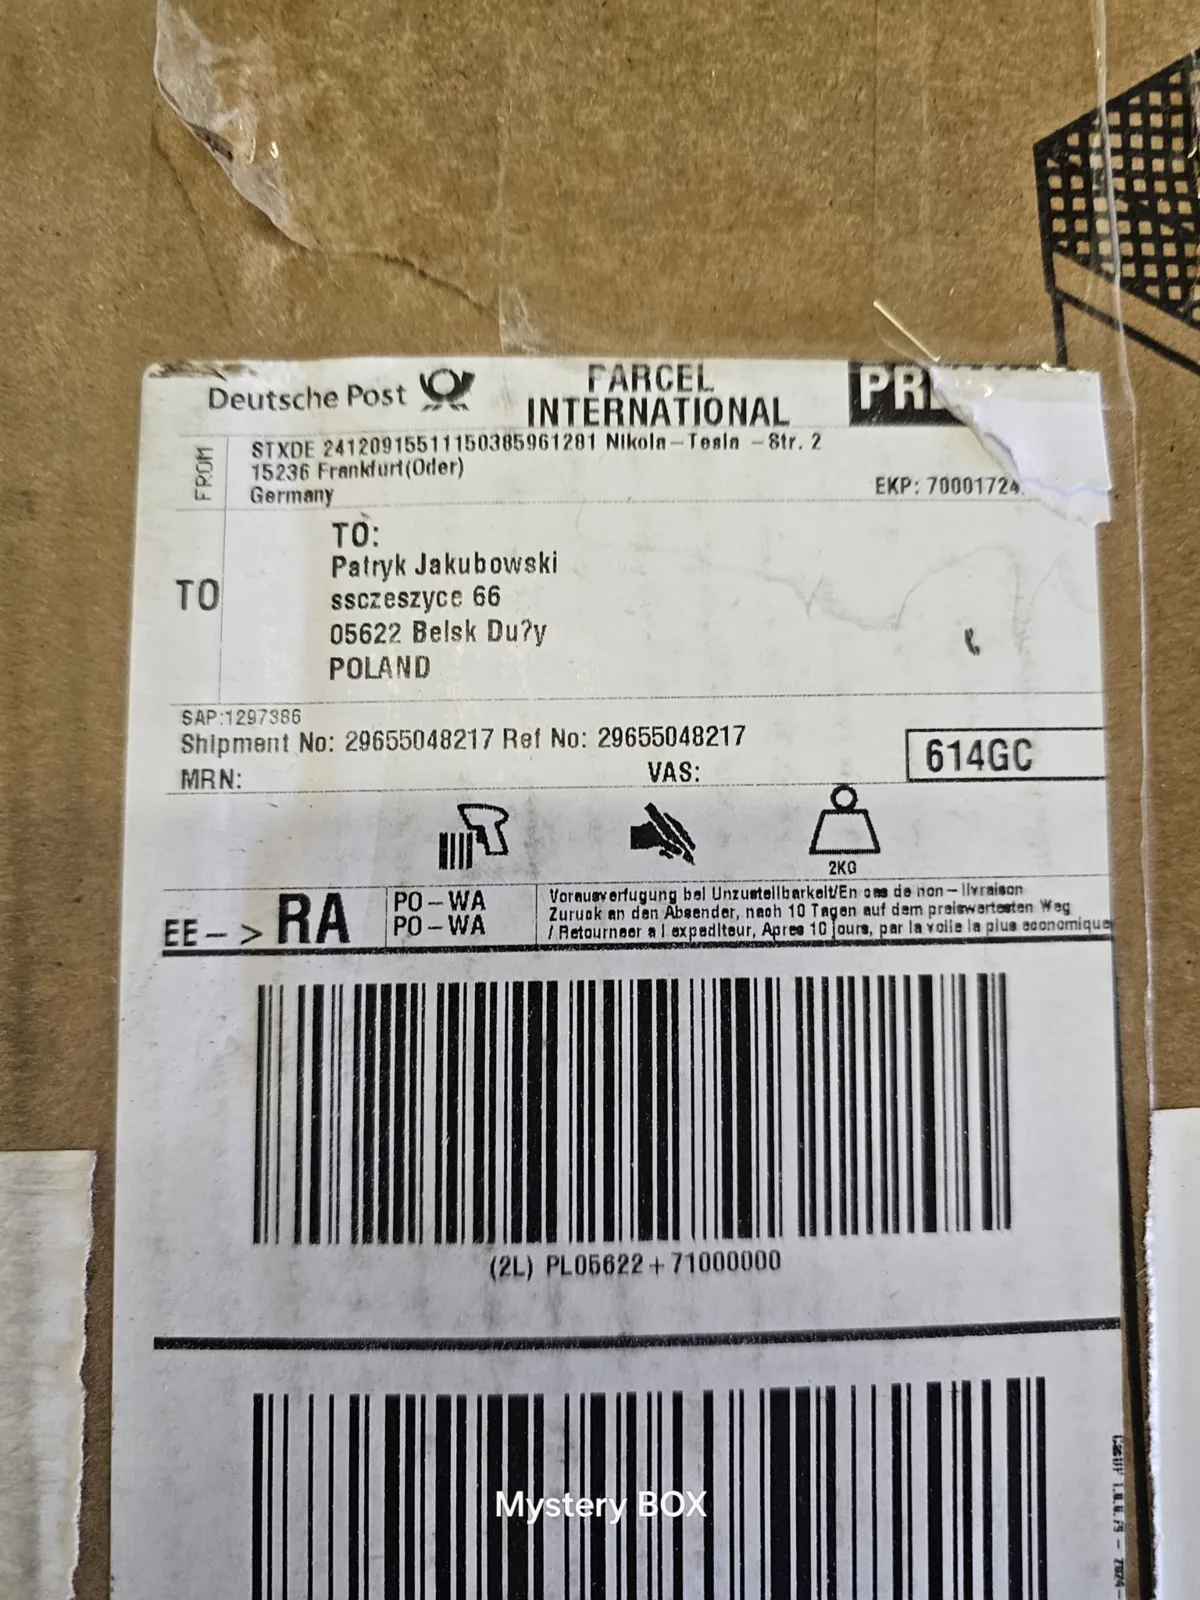 Deutsche Post
PARCEL
INTERNATIONAL
FROM
STXDE 24120915511150385961281 Nikola-Tesla -Str. 2
15236 Frankfurt(Oder)
Germany
EKP: 70001724
TO
TO:
Patryk Jakubowski
ssczeszyce 66
05622 Belsk Du?y
POLAND
SAP:1297386
Shipment No: 29655048217 Ref No: 29655048217
MRN:
VAS:
614GC
2KG
EE-> RA
PO-WA
PO-WA
Vorausverfugung bei Unzustellbarkeit/En cas de non-livraison
Zuruck an den Absender, nach 10 Tagen auf dem preiswertesten Weg
/ Retourneer a l expediteur, Apres 10 jours, par la voile la plus economique
(2L) PL05622+71000000
Mystery BOX